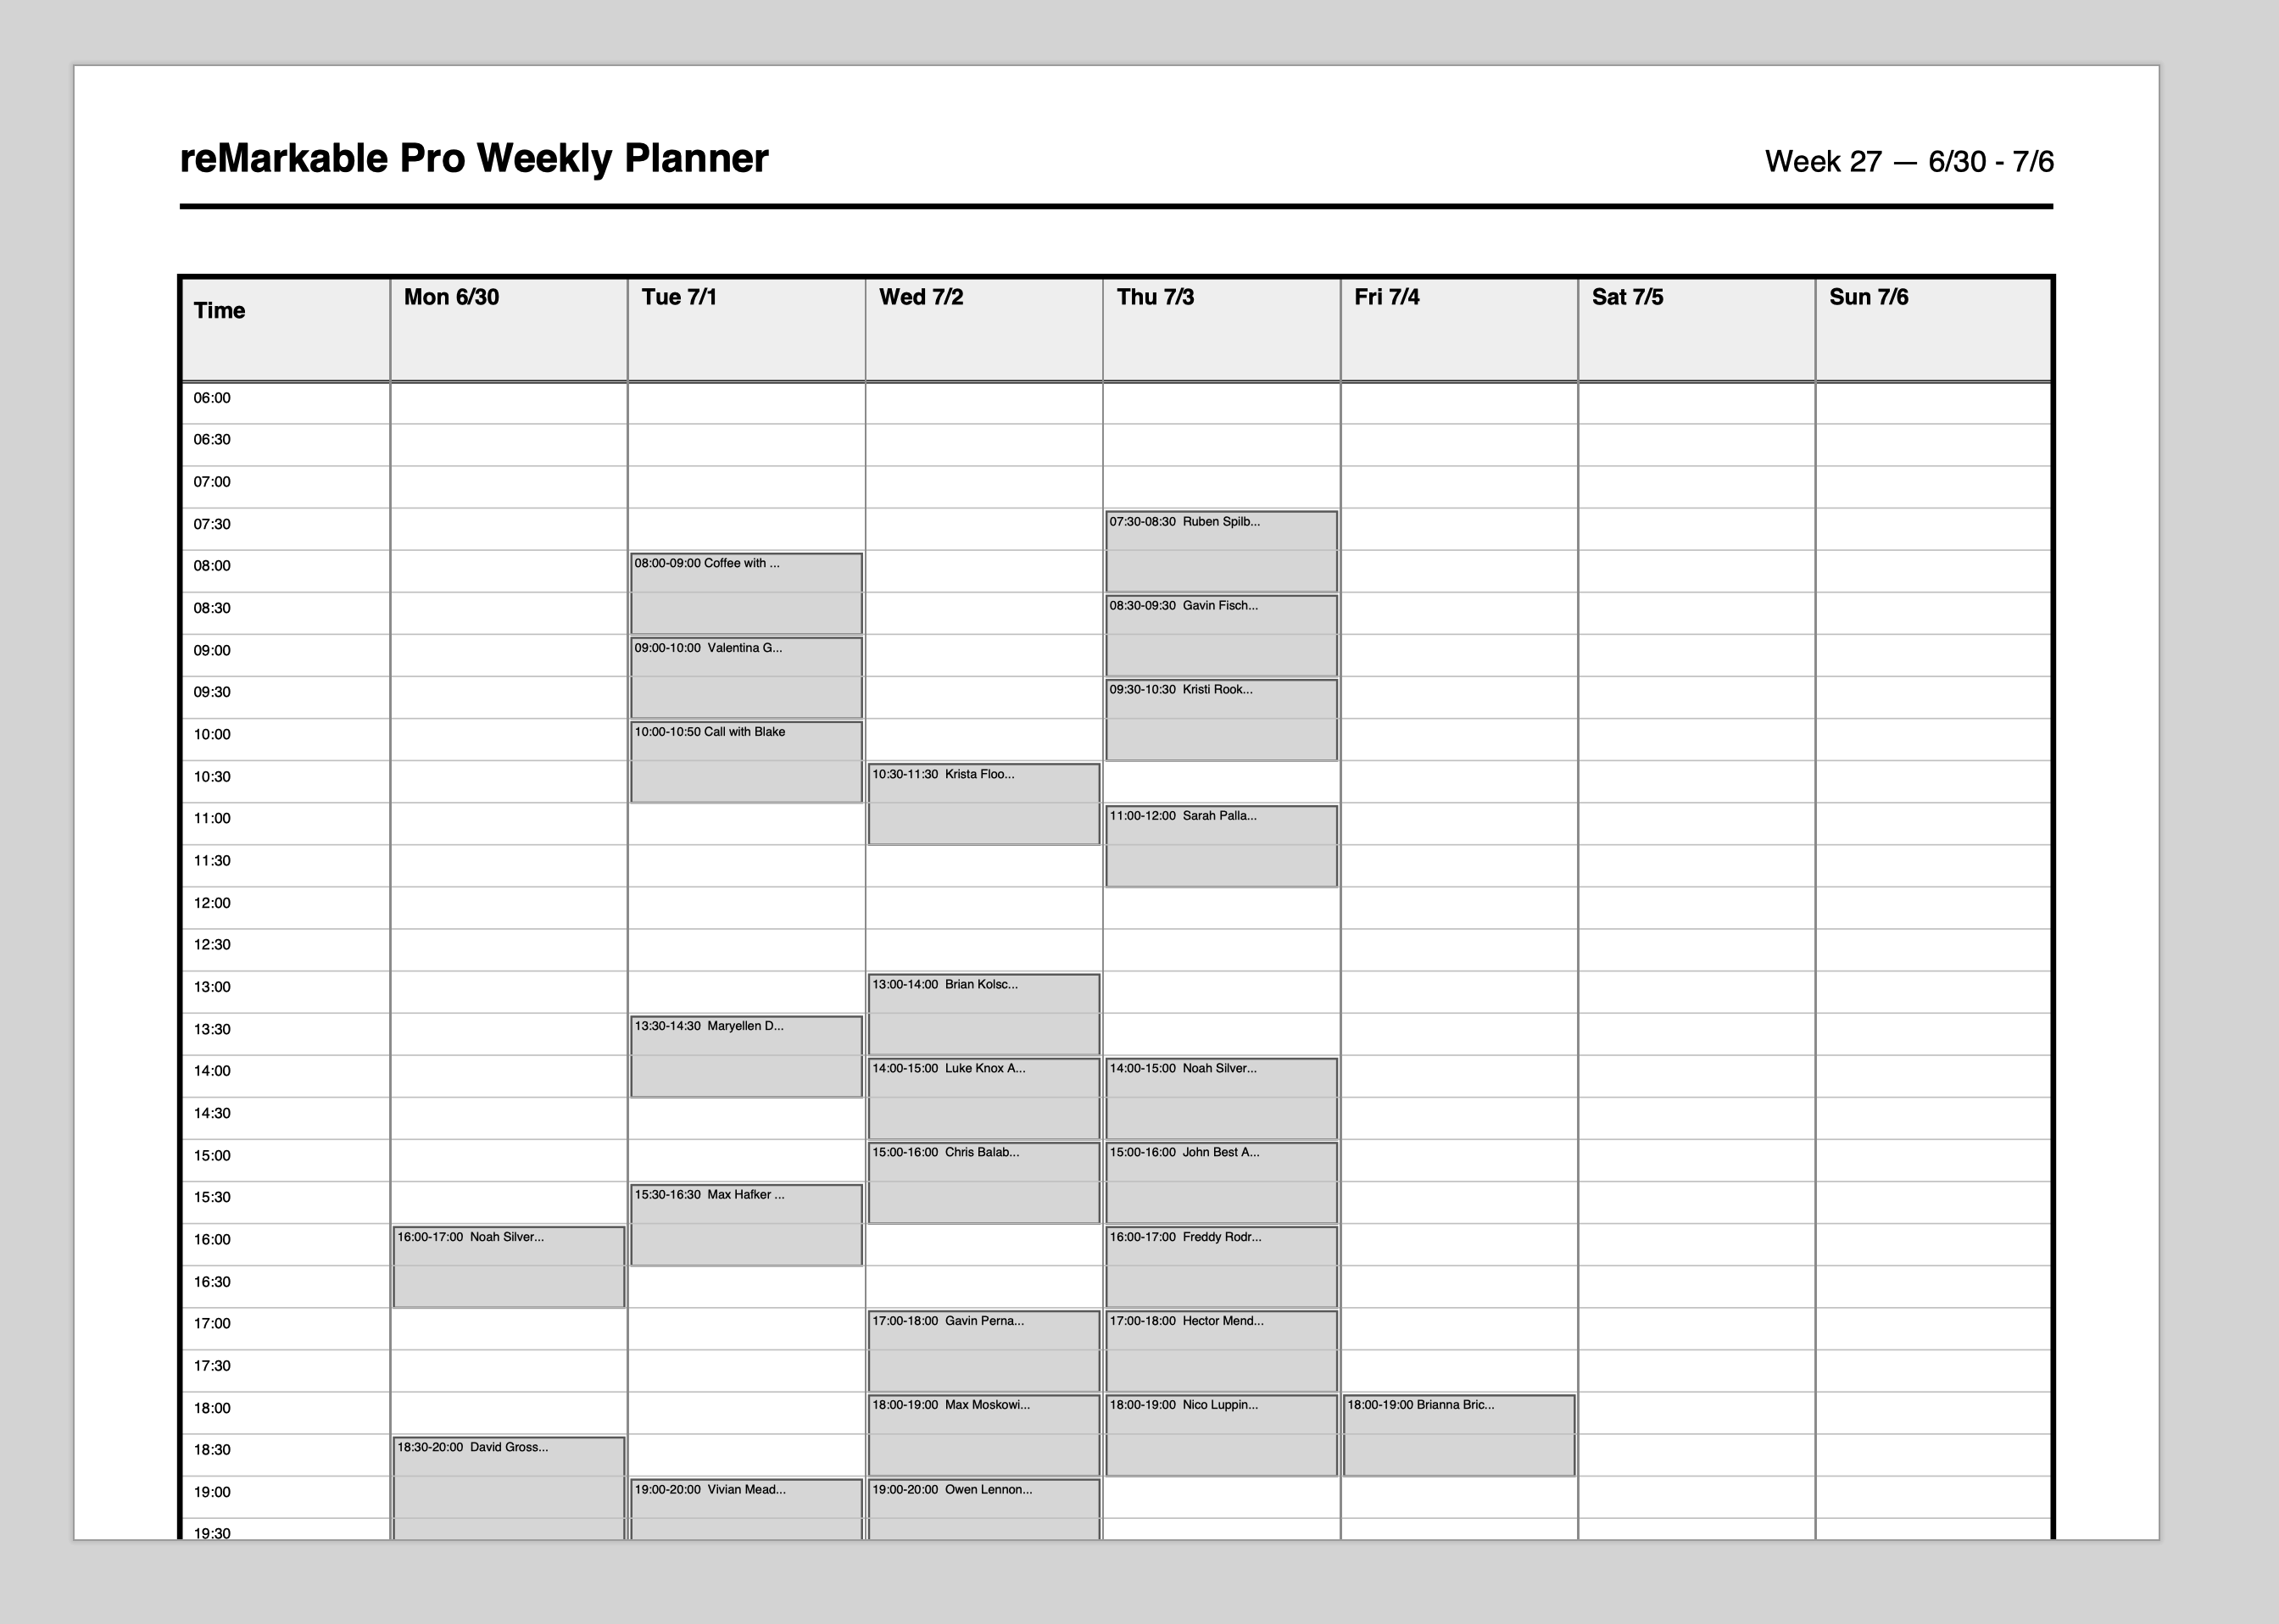 reMarkable Pro Weekly Planner
Week 27 — 6/30 - 7/6
Time Mon 6/30 Tue 7/1 Wed 7/2 Thu 7/3 Fri 7/4 Sat 7/5 Sun 7/6
06:00
06:30
07:00
07:30 07:30-08:30 Ruben Spilb...
08:00 08:00-09:00 Coffee with ...
08:30 08:30-09:30 Gavin Fisch...
09:00 09:00-10:00 Valentina G...
09:30 09:30-10:30 Kristi Rook...
10:00 10:00-10:50 Call with Blake
10:30 10:30-11:30 Krista Floo...
11:00 11:00-12:00 Sarah Palla...
11:30
12:00
12:30
13:00 13:00-14:00 Brian Kolsc...
13:30 13:30-14:30 Maryellen D...
14:00 14:00-15:00 Luke Knox A... 14:00-15:00 Noah Silver...
14:30
15:00 15:00-16:00 Chris Balab... 15:00-16:00 John Best A...
15:30 15:30-16:30 Max Hafker ...
16:00 16:00-17:00 Noah Silver... 16:00-17:00 Freddy Rodr...
16:30
17:00 17:00-18:00 Gavin Perna... 17:00-18:00 Hector Mend...
17:30
18:00 18:00-19:00 Max Moskowi... 18:00-19:00 Nico Luppin... 18:00-19:00 Brianna Bric...
18:30 18:30-20:00 David Gross...
19:00 19:00-20:00 Vivian Mead... 19:00-20:00 Owen Lennon...
19:30